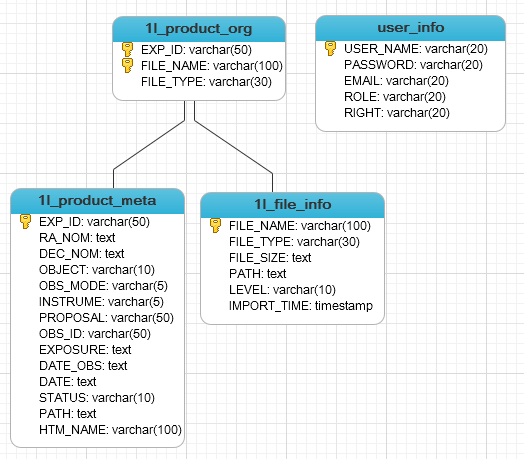 1l_product_org
EXP_ID: varchar(50)
FILE_NAME: varchar(100)
FILE_TYPE: varchar(30)
user_info
USER_NAME: varchar(20)
PASSWORD: varchar(20)
EMAIL: varchar(20)
ROLE: varchar(20)
RIGHT: varchar(20)
1l_product_meta
EXP_ID: varchar(50)
RA_NOM: text
DEC_NOM: text
OBJECT: varchar(10)
OBS_MODE: varchar(5)
INSTRUME: varchar(5)
PROPOSAL: varchar(50)
OBS_ID: varchar(50)
EXPOSURE: text
DATE_OBS: text
DATE: text
STATUS: varchar(10)
PATH: text
HTM_NAME: varchar(100)
1l_file_info
FILE_NAME: varchar(100)
FILE_TYPE: varchar(30)
FILE_SIZE: text
PATH: text
LEVEL: varchar(10)
IMPORT_TIME: timestamp